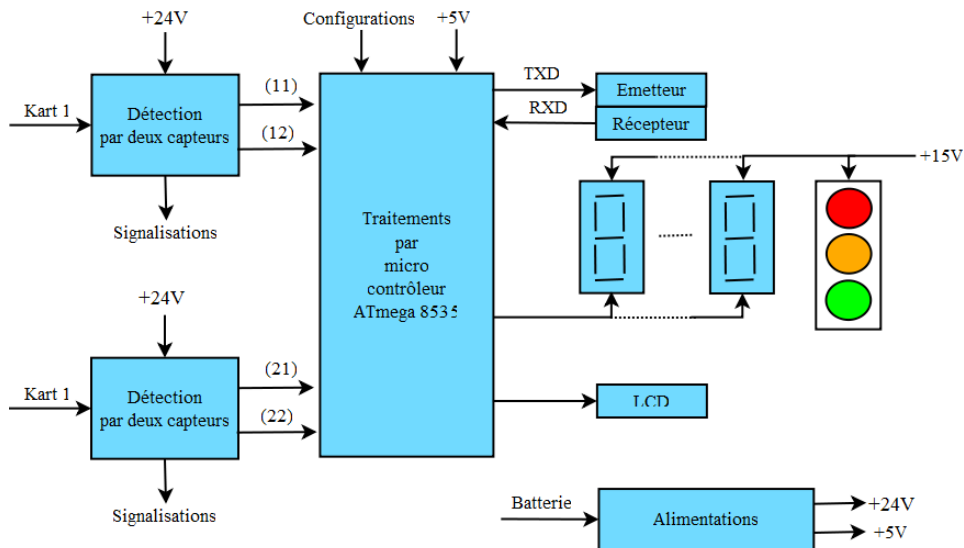 +24V
Configurations
+5V
Kart 1
Détection
par deux capteurs
(11)
(12)
Signalisations
Traitements
par
micro
contrôleur
ATmega 8535
TXD
Emetteur
RXD
Récepteur
+15V
+24V
Kart 1
Détection
par deux capteurs
(21)
(22)
Signalisations
LCD
Batterie
Alimentations
+24V
+5V